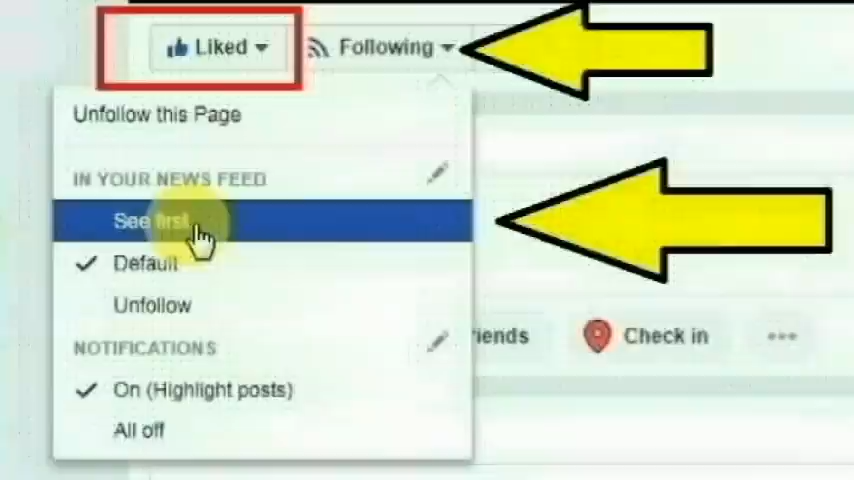 Liked Following
Unfollow this Page
IN YOUR NEWS FEED
See first
Default
Unfollow
riends Check in
NOTIFICATIONS
On (Highlight posts)
All off